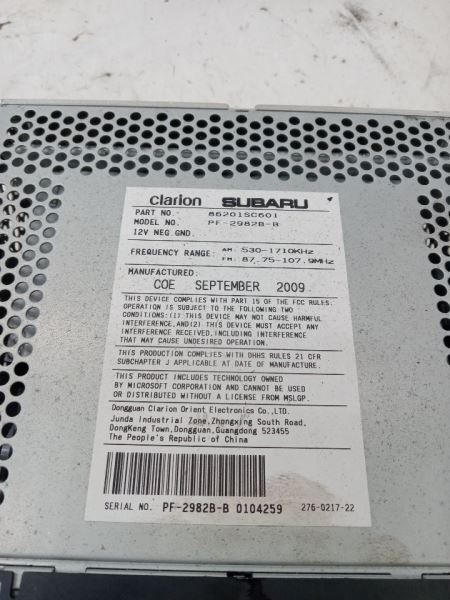 clarion SUBARU
PART NO. 86201SC601
MODEL NO. PF-2982B-B
12V NEG.GND.
FREQUENCY RANGE: AM: 530-1710KHz
FM: 87.75-107.9MHz
MANUFACTURED:
COE SEPTEMBER 2009
THIS DEVICE COMPLIES WITH PART 15 OF THE FCC RULES.
OPERATION IS SUBJECT TO THE FOLLOWING TWO
CONDITIONS:(1) THIS DEVICE MAY NOT CAUSE HARMFUL
INTERFERENCE,AND(2) THIS DEVICE MUST ACCEPT ANY
INTERFERENCE RECEIVED,INCLUDING INTERFERENCE
THAT MAY CAUSE UNDESIRED OPERATION.
THIS PRODUCTION COMPLIES WITH DHHS RULES 21 CFR
SUBCHAPTER J APPLICABLE AT DATE OF MANUFACTURE.
THIS PRODUCT INCLUDES TECHNOLOGY OWNED
BY MICROSOFT CORPORATION AND CANNOT BE USED
OR DISTRIBUTED WITHOUT A LICENSE FROM MSLGP.
Dongguan Clarion Orient Electronics Co.,LTD.
Junda Industrial Zone,Zhongxing South Road,
DongKeng Town,Dongguan,Guangdong 523455
The People's Republic of China
SERIAL NO. PF-2982B-B 0104259 276-0217-22